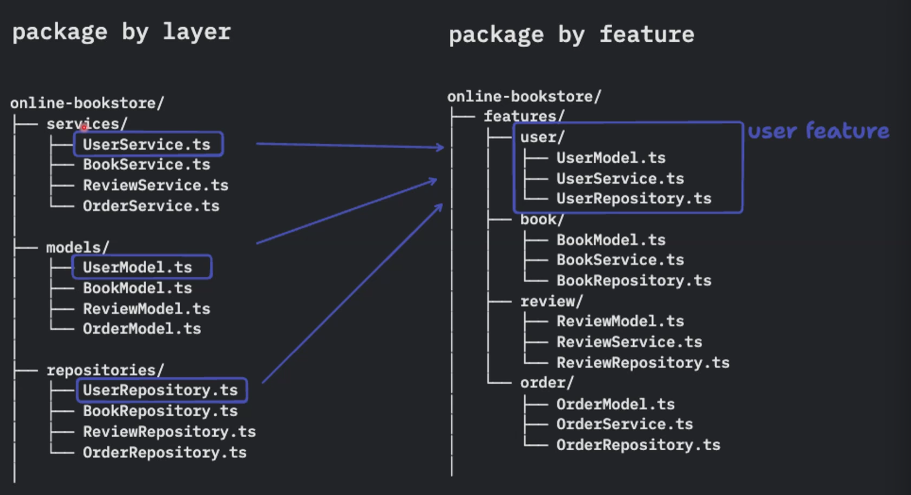 package by layer
online-bookstore/
├── services/
│   ├── UserService.ts
│   ├── BookService.ts
│   ├── ReviewService.ts
│   └── OrderService.ts
│
├── models/
│   ├── UserModel.ts
│   ├── BookModel.ts
│   ├── ReviewModel.ts
│   └── OrderModel.ts
│
├── repositories/
│   ├── UserRepository.ts
│   ├── BookRepository.ts
│   ├── ReviewRepository.ts
│   └── OrderRepository.ts
│
package by feature
online-bookstore/
├── features/
│   ├── user/
│   │   ├── UserModel.ts
│   │   ├── UserService.ts
│   │   └── UserRepository.ts
│   ├── book/
│   │   ├── BookModel.ts
│   │   ├── BookService.ts
│   │   └── BookRepository.ts
│   ├── review/
│   │   ├── ReviewModel.ts
│   │   ├── ReviewService.ts
│   │   └── ReviewRepository.ts
│   └── order/
│       ├── OrderModel.ts
│       ├── OrderService.ts
│       └── OrderRepository.ts
│
user feature